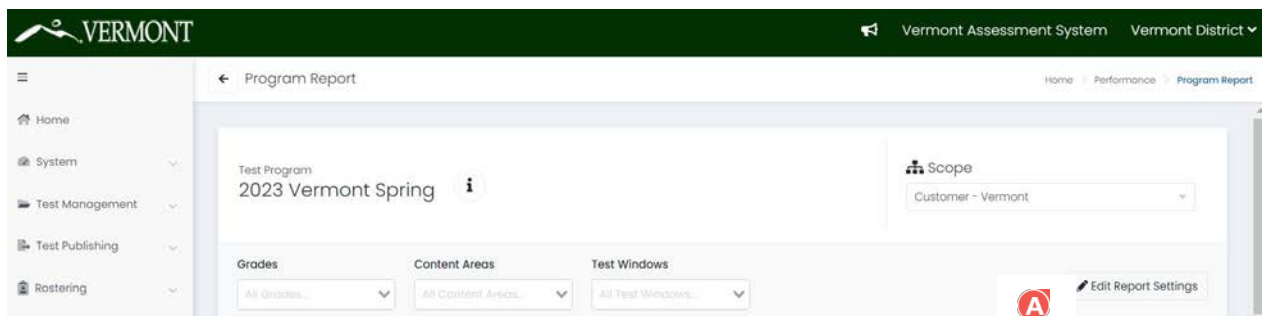 VERMONT
Vermont Assessment System Vermont District
Program Report
Home Performance Program Report
Home
System
Test Management
Test Publishing
Rostering
Test Program
2023 Vermont Spring i
Scope
Customer - Vermont
Grades Content Areas Test Windows
All Grades... All Content Areas... All Test Windows...
Edit Report Settings
A